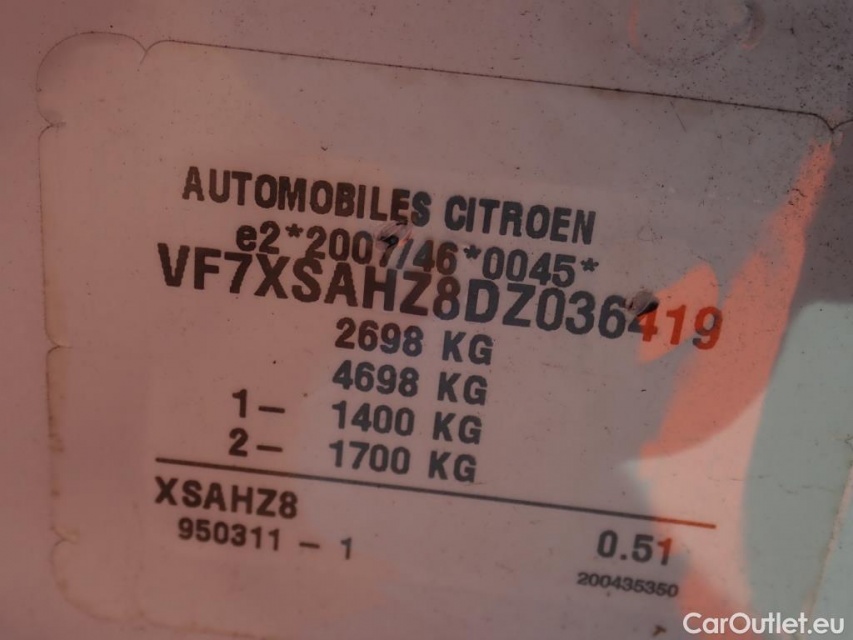 AUTOMOBILES CITROEN
e2*2007/46*0045*
VF7XSAHZ8DZ036419
2698 KG
4698 KG
1– 1400 KG
2– 1700 KG
XSAHZ8
950311 – 1 0.51
200435350
CarOutlet.eu